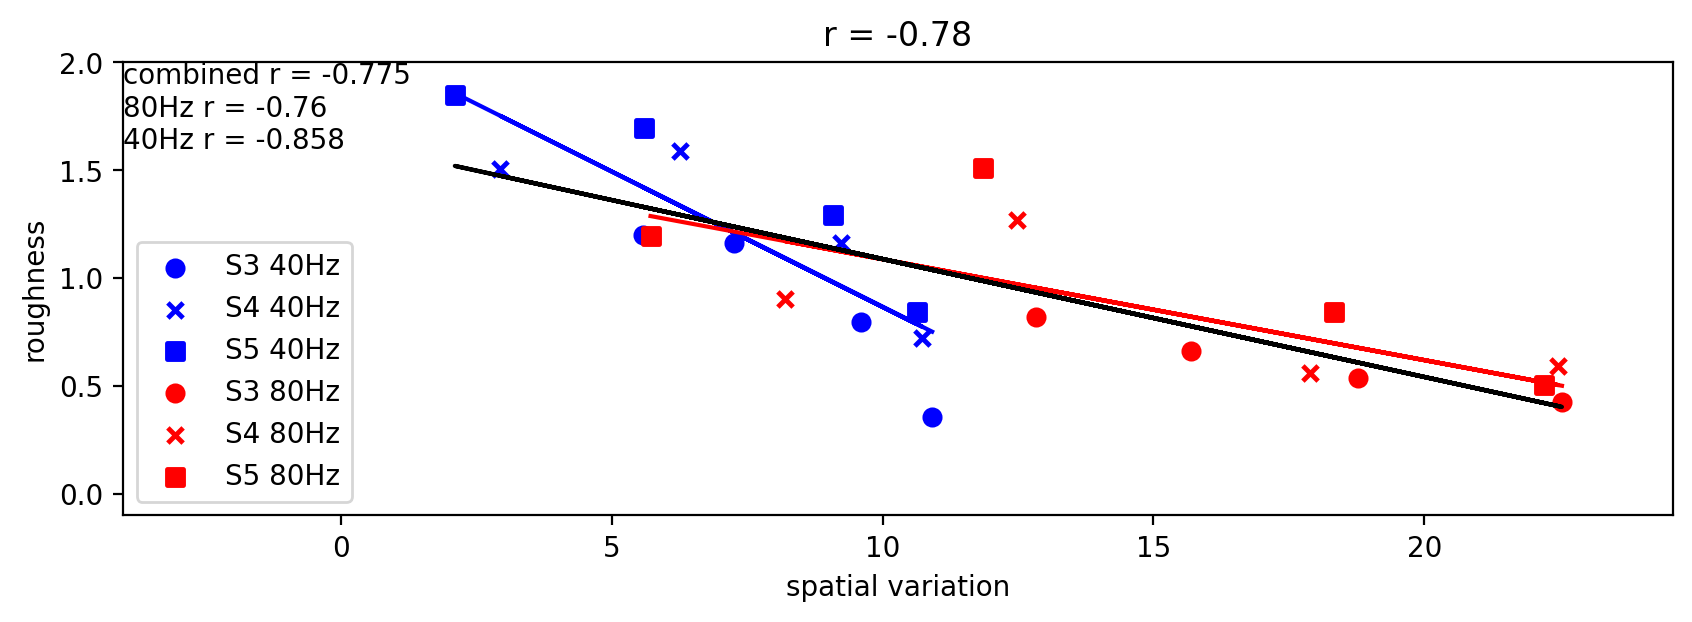 r = -0.78
combined r = -0.775
80Hz r = -0.76
40Hz r = -0.858
2.0
1.5
1.0
0.5
0.0
roughness
S3 40Hz
S4 40Hz
S5 40Hz
S3 80Hz
S4 80Hz
S5 80Hz
0 5 10 15 20
spatial variation